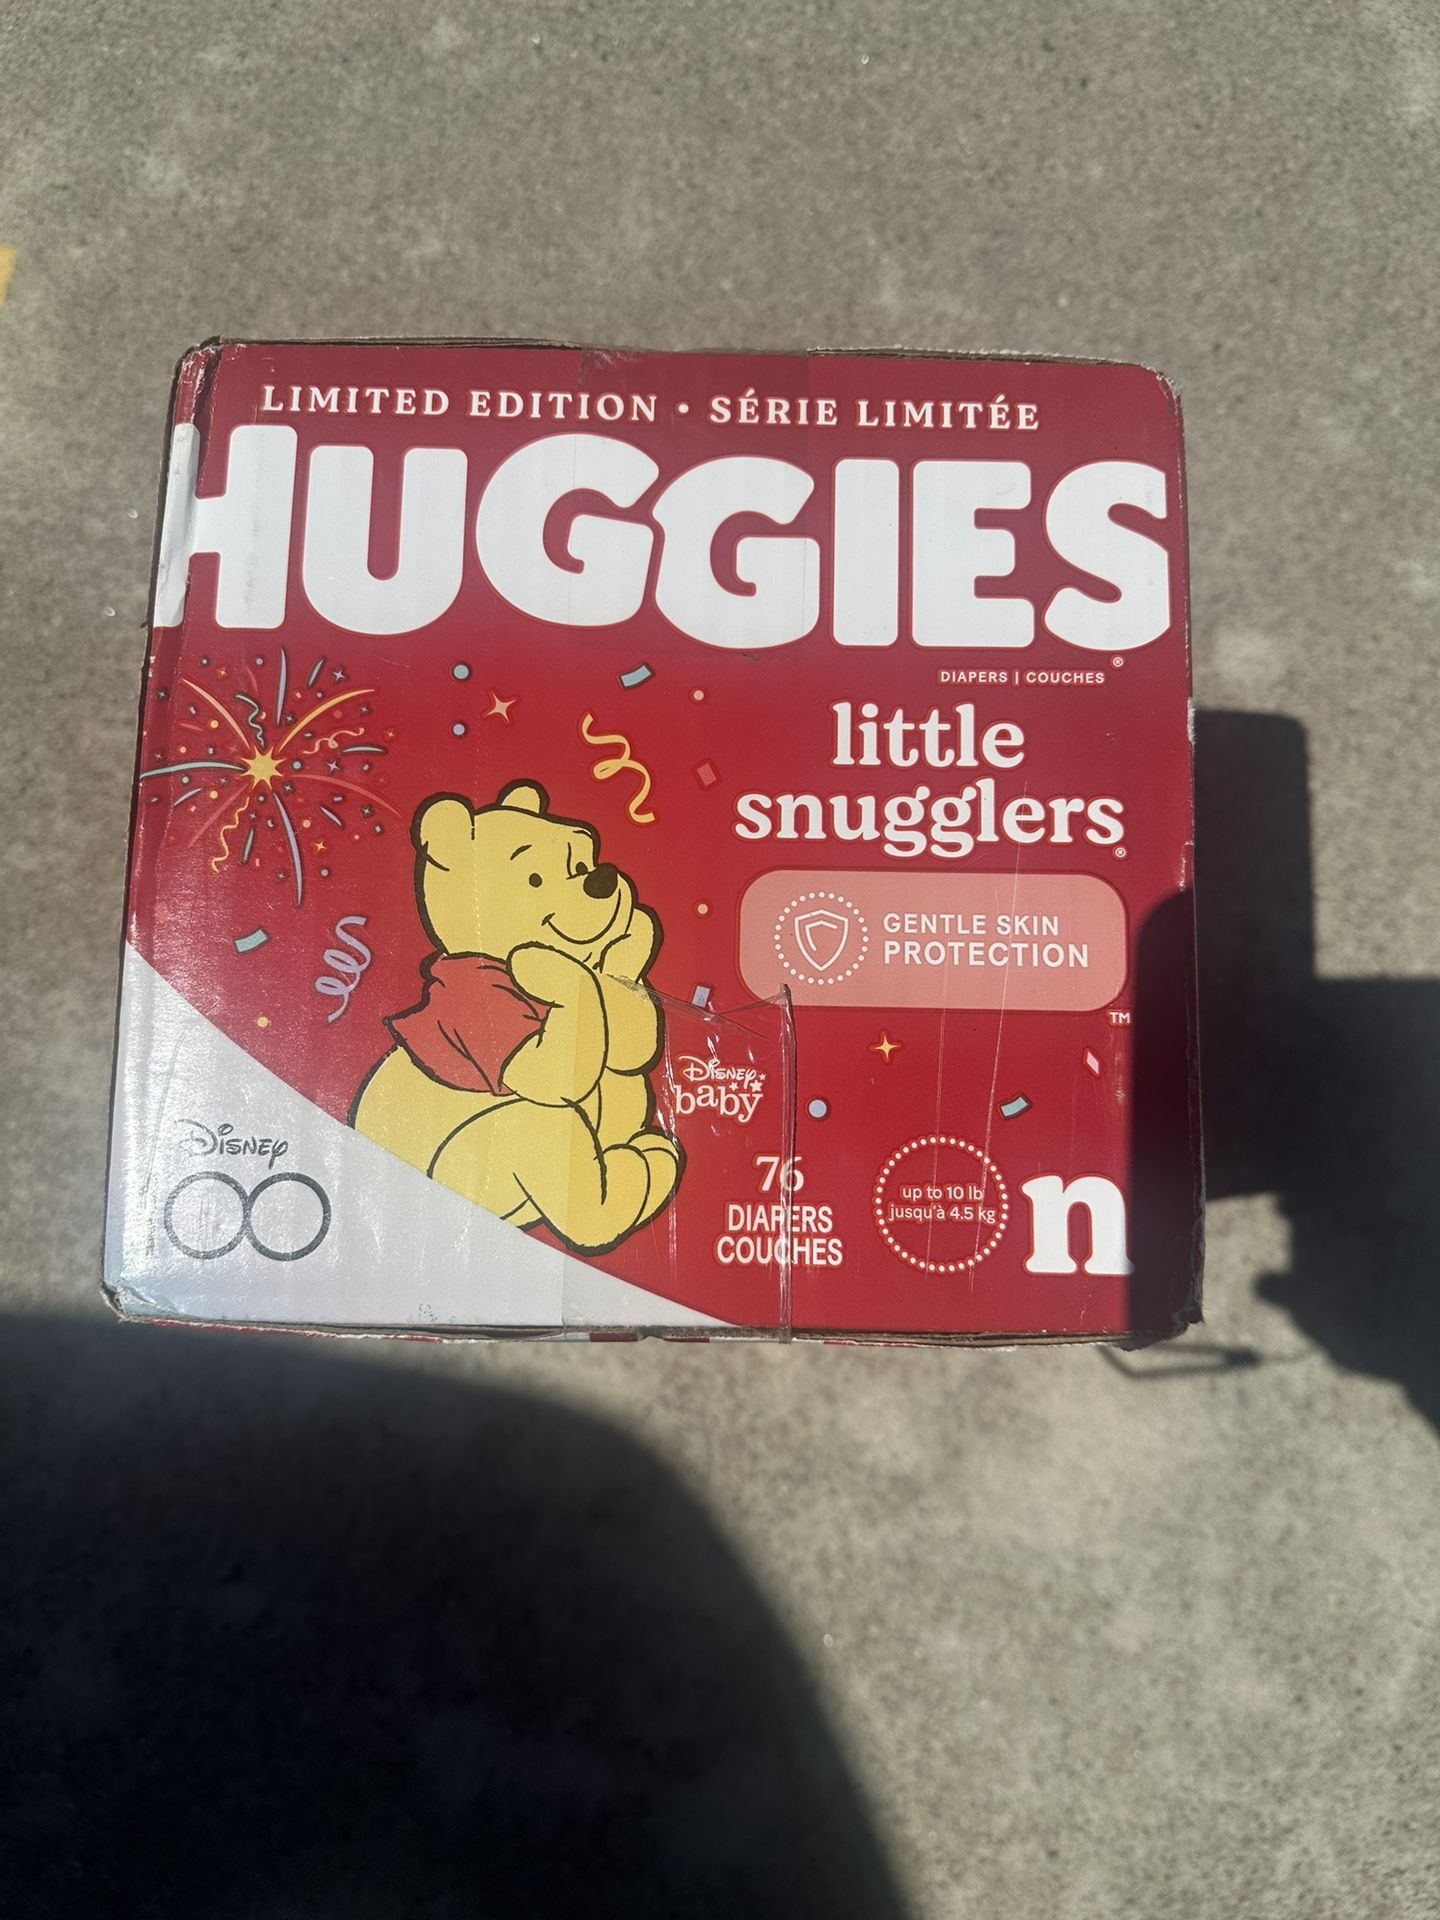 LIMITED EDITION • SÉRIE LIMITÉE
HUGGIES®
DIAPERS | COUCHES
little
snugglers®
GENTLE SKIN
PROTECTION
TM
Disney
baby
Disney
100
76
DIAPERS
COUCHES
up to 10 lb
jusqu'à 4.5 kg
n